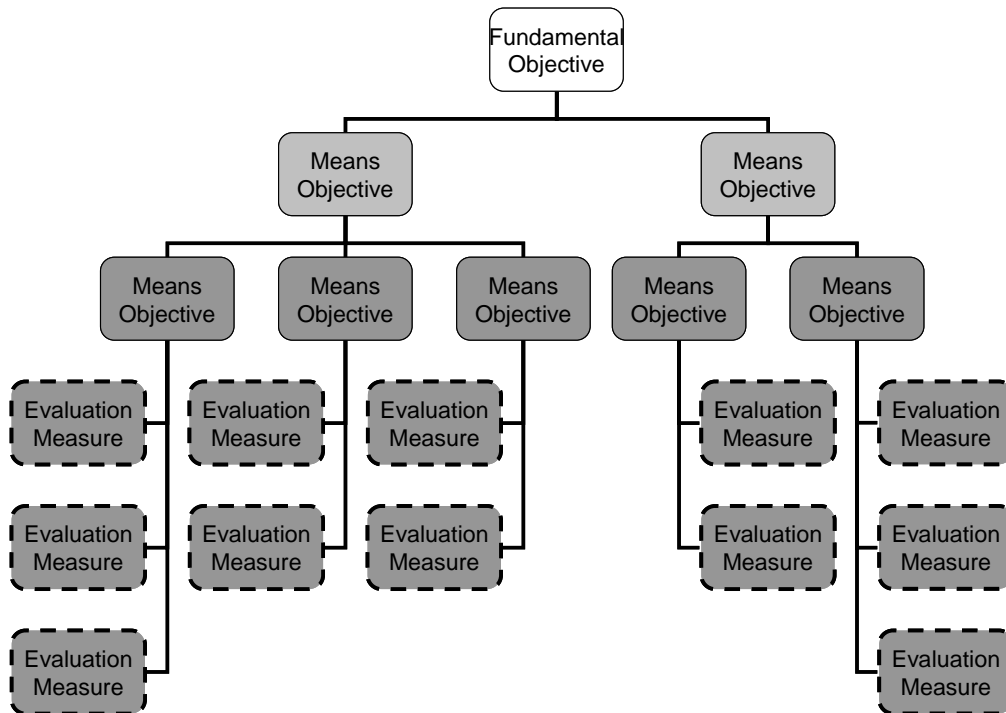 Fundamental
Objective
Means
Objective
Means
Objective
Means
Objective
Means
Objective
Means
Objective
Means
Objective
Means
Objective
Evaluation
Measure
Evaluation
Measure
Evaluation
Measure
Evaluation
Measure
Evaluation
Measure
Evaluation
Measure
Evaluation
Measure
Evaluation
Measure
Evaluation
Measure
Evaluation
Measure
Evaluation
Measure
Evaluation
Measure